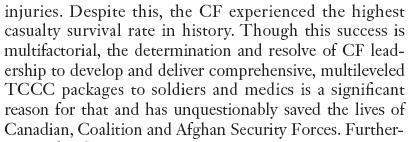 injuries. Despite this, the CF experienced the highest
casualty survival rate in history. Though this success is
multifactorial, the determination and resolve of CF lead-
ership to develop and deliver comprehensive, multileveled
TCCC packages to soldiers and medics is a significant
reason for that and has unquestionably saved the lives of
Canadian, Coalition and Afghan Security Forces. Further-